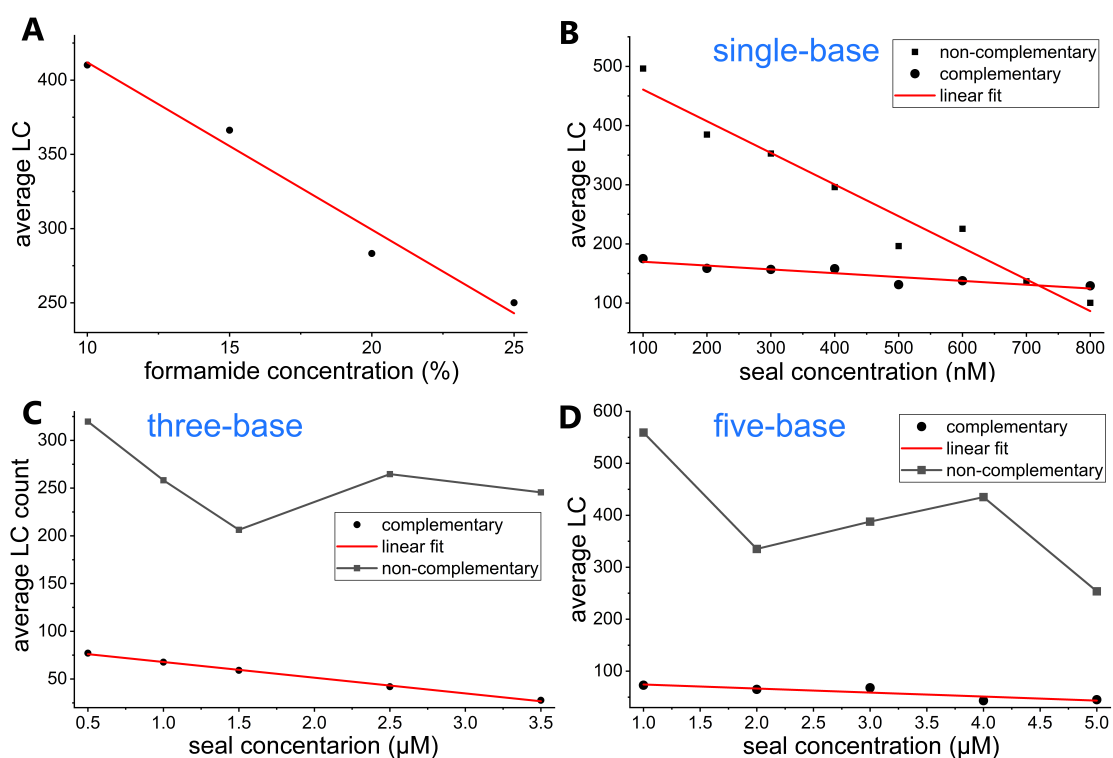 A
average LC
400
350
300
250
10
15
20
25
formamide concentration (%)
B
single-base
non-complementary
complementary
linear fit
average LC
500
400
300
200
100
100
200
300
400
500
600
700
800
seal concentration (nM)
C
three-base
complementary
linear fit
non-complementary
average LC count
300
250
200
150
100
50
0.5
1.0
1.5
2.0
2.5
3.0
3.5
seal concentarion (µM)
D
five-base
complementary
linear fit
non-complementary
average LC
600
500
400
300
200
100
1.0
1.5
2.0
2.5
3.0
3.5
4.0
4.5
5.0
seal concentration (µM)